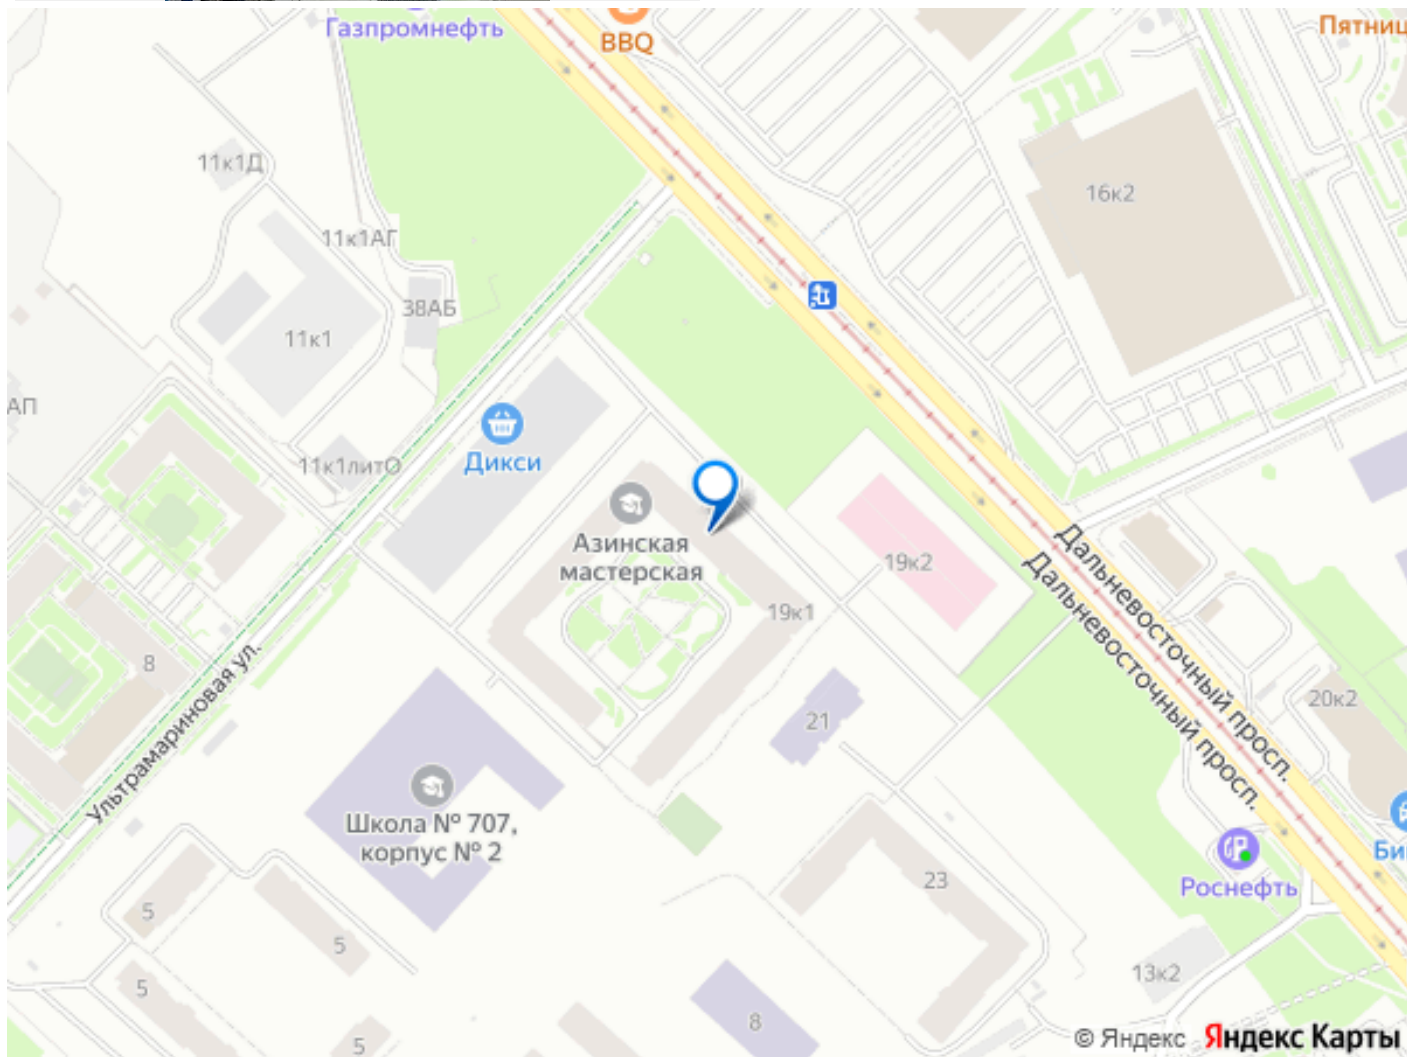 Газпромнефть
BBQ
Пятниц
11к1Д
16к2
11к1АГ
38АБ
11к1
АП
Дикси
11к1литО
Азинская
мастерская
19к2
Дальневосточный просп.
Дальневосточный просп.
19к1
8
Ультрамариновая ул.
21
20к2
Школа № 707,
корпус № 2
Би
Роснефть
23
5
5
5
13к2
8
5
© Яндекс Яндекс Карты